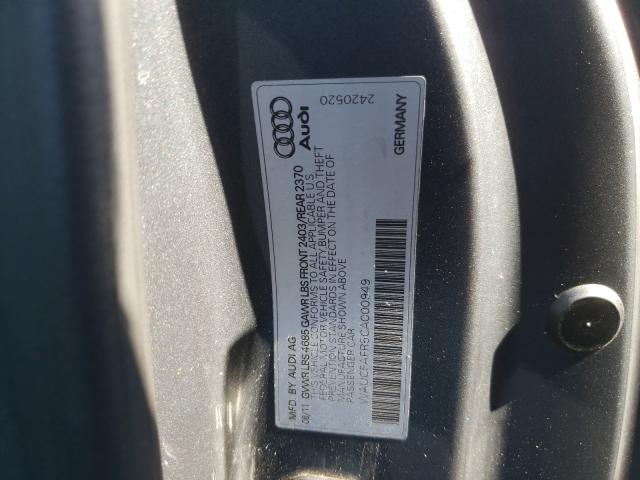 2420520
Audi
GERMANY
MFD. BY AUDI AG
08/11 GVWR LBS 4685 GAWR LBS FRONT 2403/REAR 2370
THIS VEHICLE CONFORMS TO ALL APPLICABLE U.S.
FEDERAL MOTOR VEHICLE SAFETY BUMPER AND THEFT
PREVENTION STANDARDS IN EFFECT ON THE DATE OF
MANUFACTURE SHOWN ABOVE
PASSENGER CAR
WAUCFAFR5CA000949